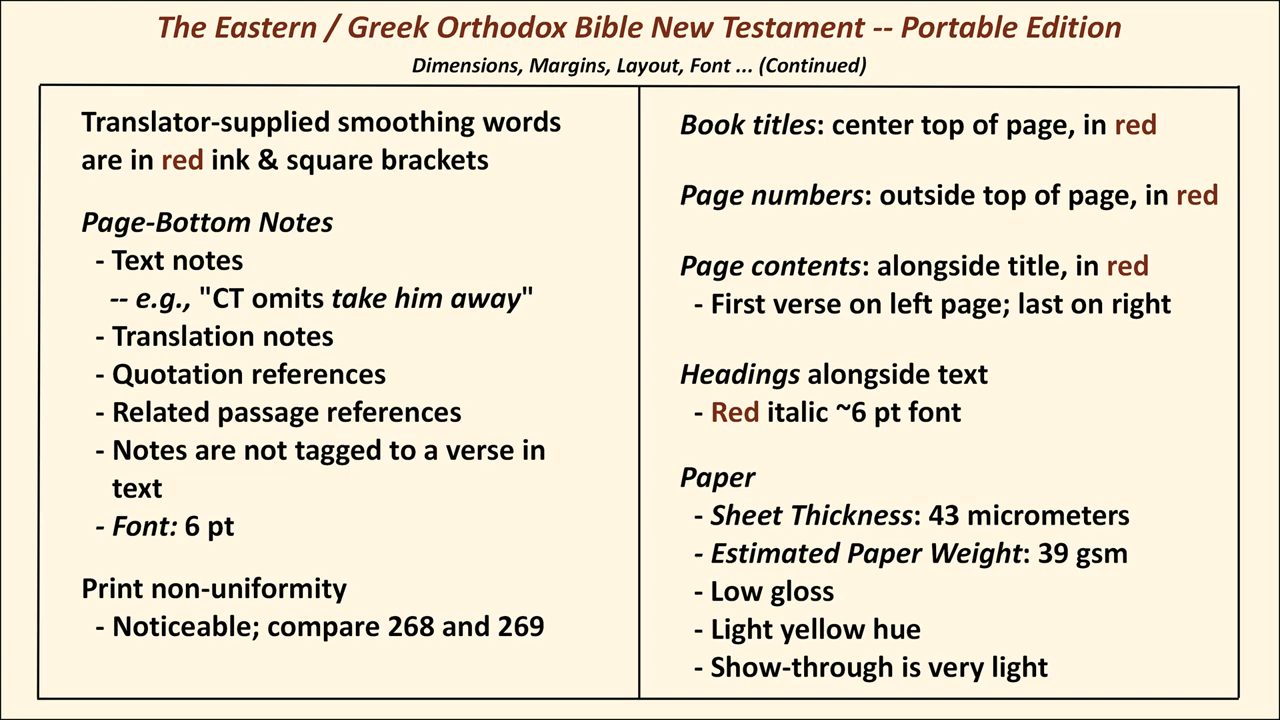 The Eastern / Greek Orthodox Bible New Testament -- Portable Edition
Dimensions, Margins, Layout, Font ... (Continued)
Translator-supplied smoothing words
are in red ink & square brackets
Page-Bottom Notes
- Text notes
-- e.g., "CT omits take him away"
- Translation notes
- Quotation references
- Related passage references
- Notes are not tagged to a verse in
text
- Font: 6 pt
Print non-uniformity
- Noticeable; compare 268 and 269
Book titles: center top of page, in red
Page numbers: outside top of page, in red
Page contents: alongside title, in red
- First verse on left page; last on right
Headings alongside text
- Red italic ~6 pt font
Paper
- Sheet Thickness: 43 micrometers
- Estimated Paper Weight: 39 gsm
- Low gloss
- Light yellow hue
- Show-through is very light